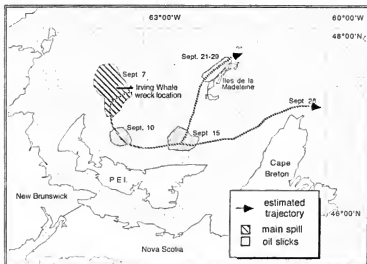 63°00'W
60°00'W
48°00'N
Sept. 21-29
Sept 7
Irving Whale
wreck location
Iles de la
Madeleine
Sept. 10
Sept 15
Sept 28
Cape
Breton
P.E.I.
New Brunswick
Nova Scotia
46°00'N
estimated
trajectory
main spill
oil slicks